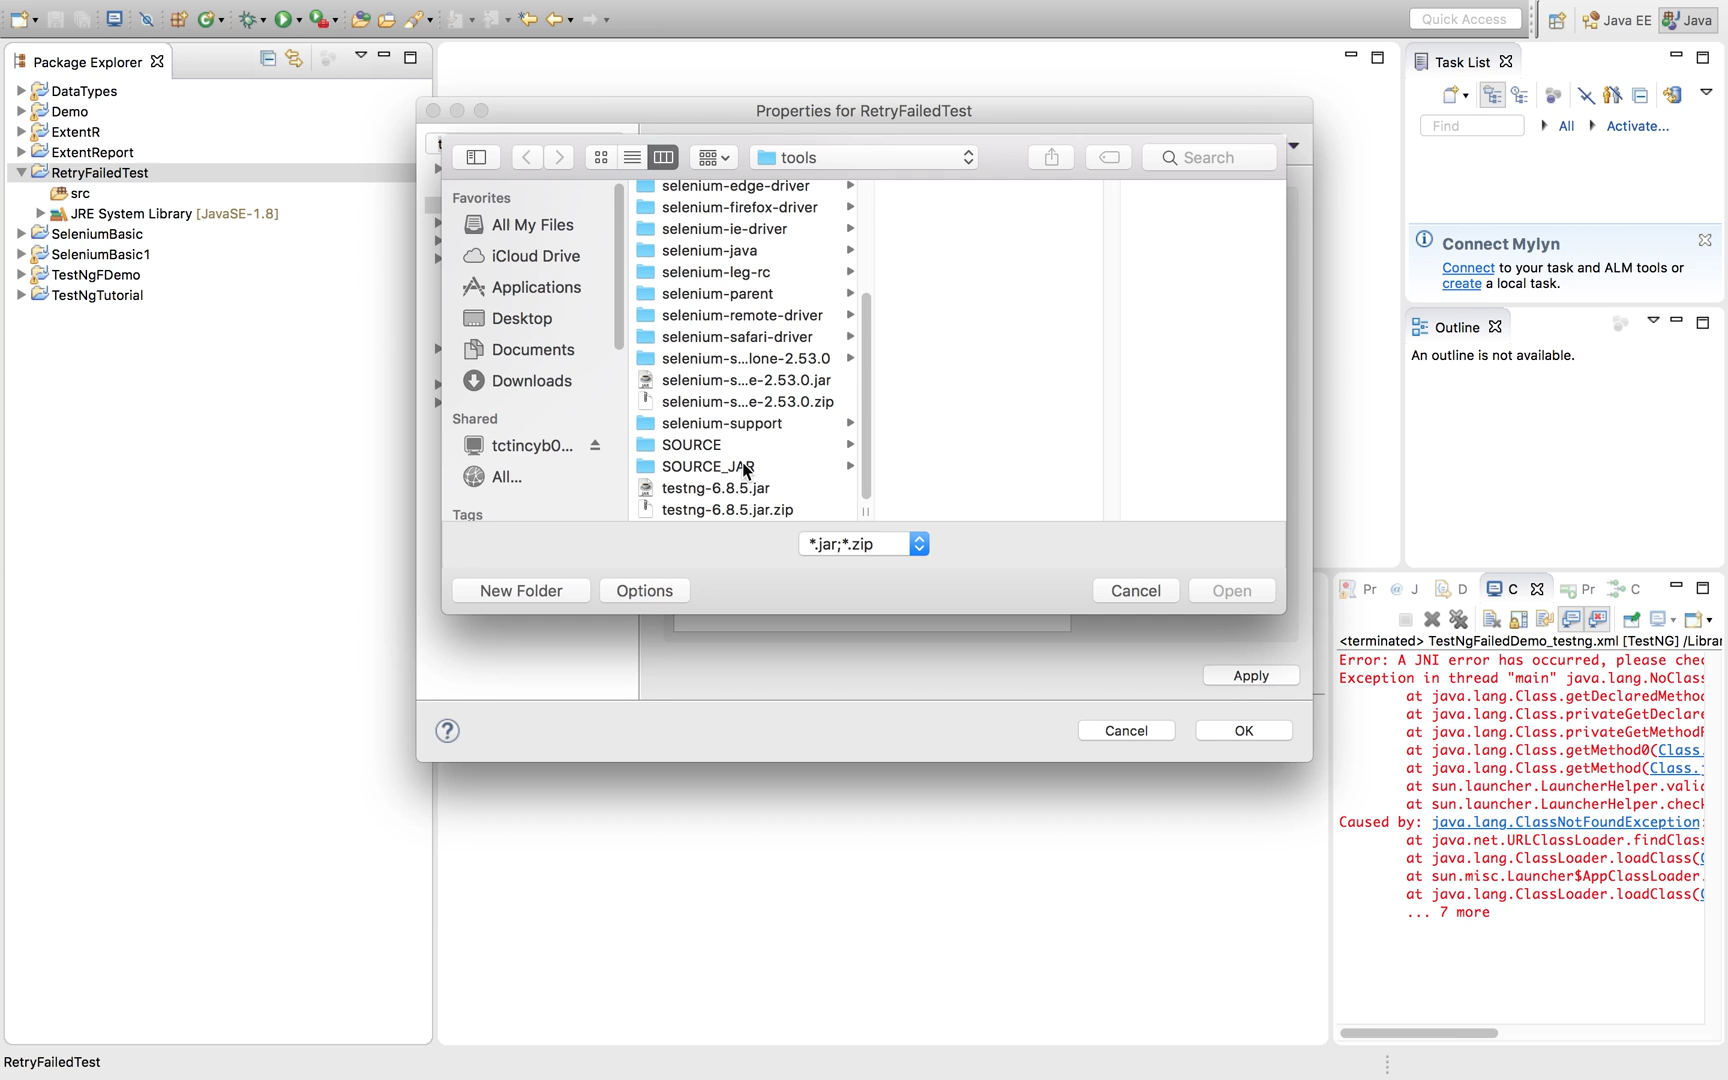 Quick Access
Java EE
Java
Package Explorer
DataTypes
Demo
ExtentR
ExtentReport
RetryFailedTest
src
JRE System Library [JavaSE-1.8]
SeleniumBasic
SeleniumBasic1
TestNgFDemo
TestNgTutorial
Properties for RetryFailedTest
tools
Search
Favorites
All My Files
iCloud Drive
Applications
Desktop
Documents
Downloads
Shared
tctincyb0...
All...
Tags
selenium-edge-driver
selenium-firefox-driver
selenium-ie-driver
selenium-java
selenium-leg-rc
selenium-parent
selenium-remote-driver
selenium-safari-driver
selenium-s...lone-2.53.0
selenium-s...e-2.53.0.jar
selenium-s...e-2.53.0.zip
selenium-support
SOURCE
SOURCE_JAR
testng-6.8.5.jar
testng-6.8.5.jar.zip
*.jar;*.zip
New Folder
Options
Cancel
Open
Apply
Cancel
OK
Task List
Find
All
Activate...
Connect Mylyn
Connect to your task and ALM tools or
create a local task.
Outline
An outline is not available.
Pr
J
D
C
Pr
C
<terminated> TestNgFailedDemo_testng.xml [TestNG] /Librar
Error: A JNI error has occurred, please chec
Exception in thread "main" java.lang.NoClass
at java.lang.Class.getDeclaredMethod
at java.lang.Class.privateGetDeclare
at java.lang.Class.privateGetMethodR
at java.lang.Class.getMethod0(Class.
at java.lang.Class.getMethod(Class.j
at sun.launcher.LauncherHelper.valid
at sun.launcher.LauncherHelper.check
Caused by: java.lang.ClassNotFoundException:
at java.net.URLClassLoader.findClass
at java.lang.ClassLoader.loadClass(C
at sun.misc.Launcher$AppClassLoader.
at java.lang.ClassLoader.loadClass(C
... 7 more
RetryFailedTest